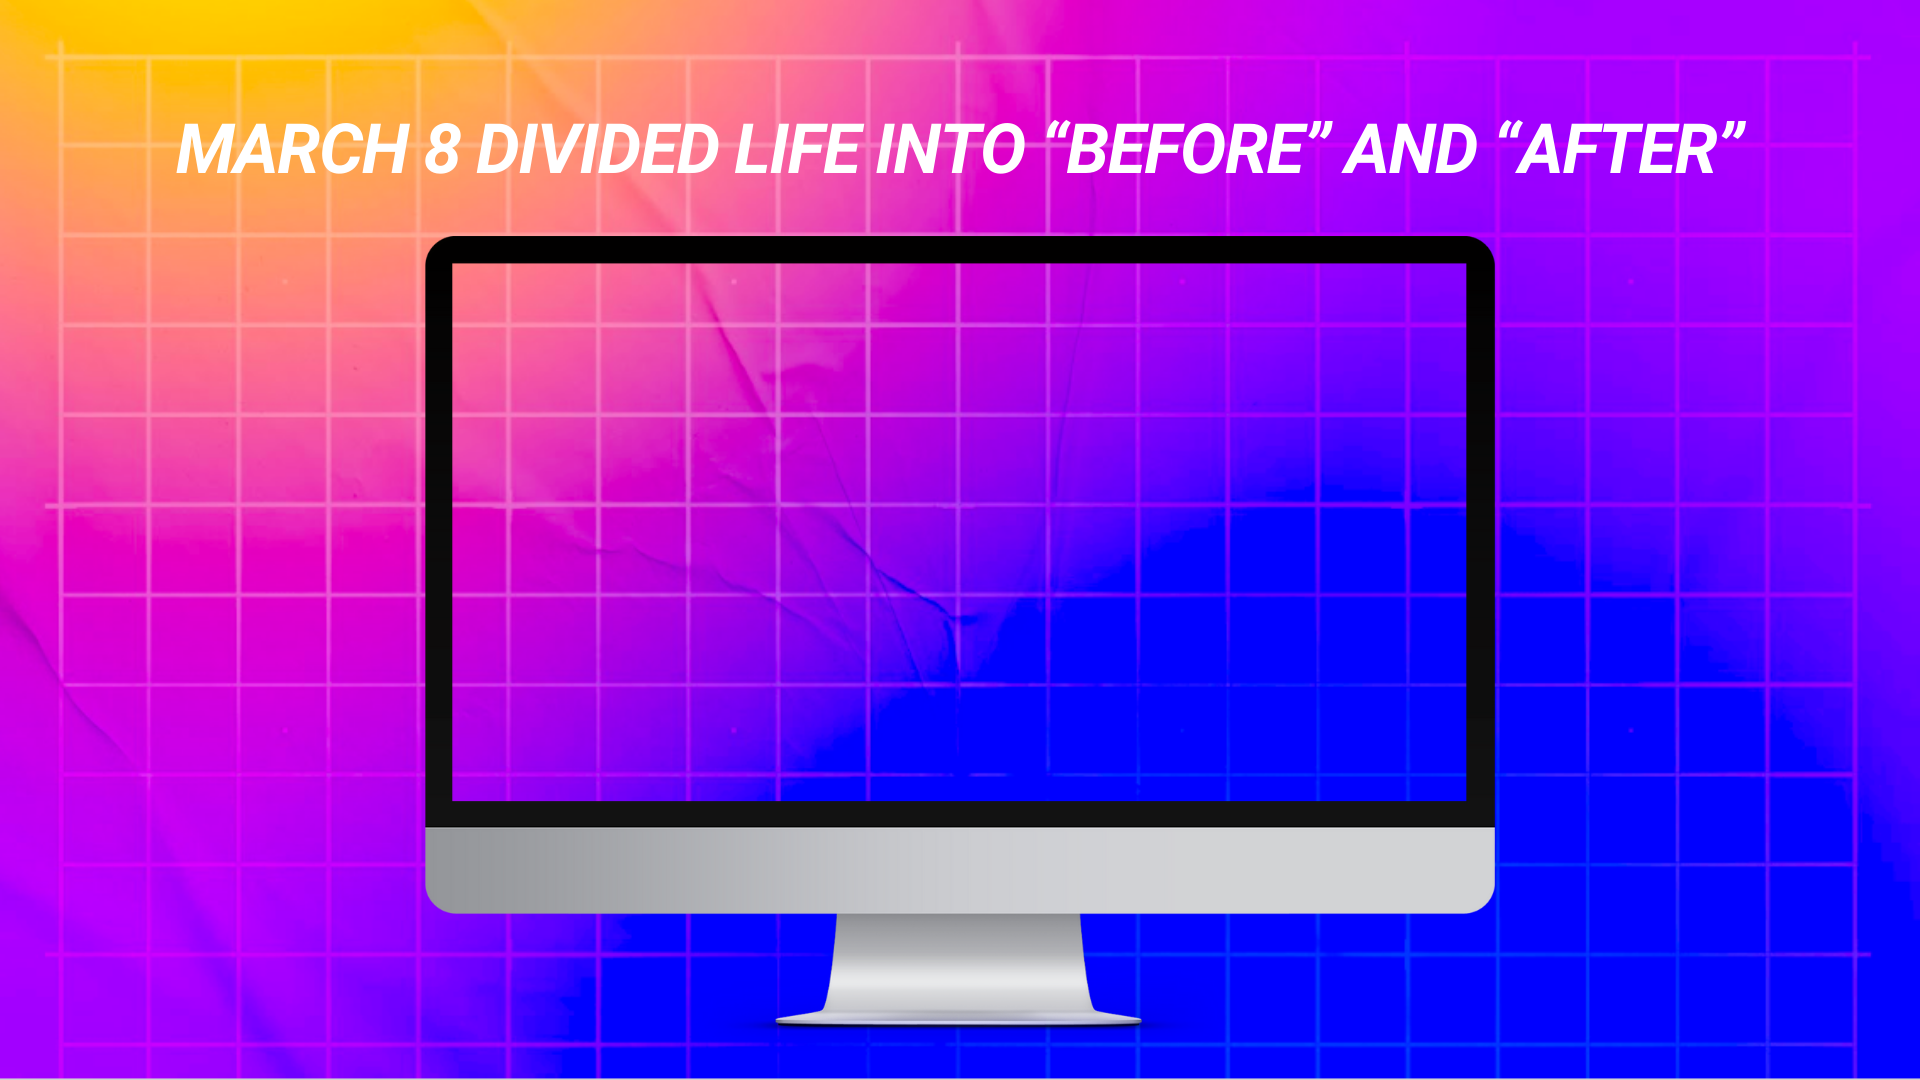 MARCH 8 DIVIDED LIFE INTO “BEFORE” AND “AFTER”